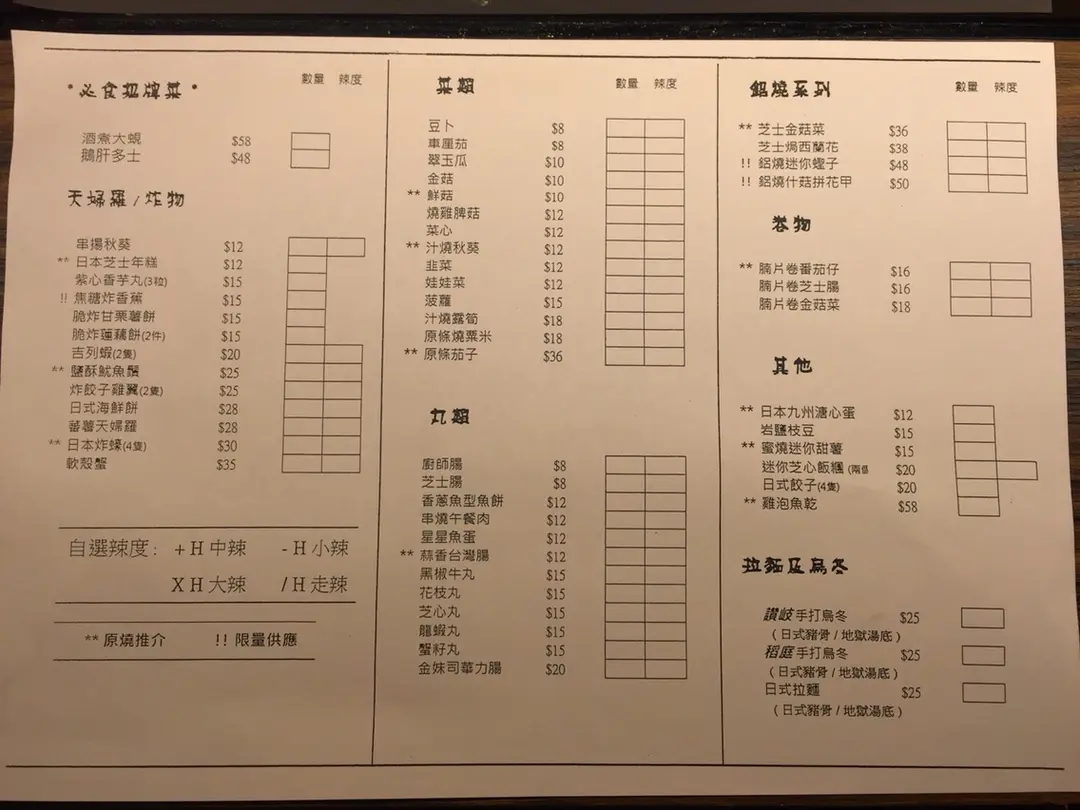 *必食招牌菜*
數量 辣度
酒煮大蜆 $58
鵝肝多士 $48
天婦羅/炸物
串揚秋葵 $12
** 日本芝士年糕 $12
紫心香芋丸(3粒) $15
!! 焦糖炸香蕉 $15
脆炸甘栗薯餅 $15
脆炸蓮藕餅(2件) $15
吉列蝦(2隻) $20
** 鹽酥魷魚鬚 $25
炸餃子雞翼(2隻) $25
日式海鮮餅 $28
蕃薯天婦羅 $28
** 日本炸蠔(4隻) $30
軟殼蟹 $35
自選辣度: +H中辣 -H小辣
XH大辣 /H走辣
**原燒推介 !!限量供應
菜類
數量 辣度
豆卜 $8
車厘茄 $8
翠玉瓜 $10
金菇 $10
** 鮮菇 $10
燒雞脾菇 $12
菜心 $12
** 汁燒秋葵 $12
韭菜 $12
娃娃菜 $12
菠蘿 $15
汁燒露筍 $18
原條燒粟米 $18
** 原條茄子 $36
丸類
廚師腸 $8
芝士腸 $8
香蔥魚型魚餅 $12
串燒午餐肉 $12
星星魚蛋 $12
** 蒜香台灣腸 $12
黑椒牛丸 $15
花枝丸 $15
芝心丸 $15
龍蝦丸 $15
蟹籽丸 $15
金妹司華力腸 $20
鋁燒系列
數量 辣度
** 芝士金菇菜 $36
芝士焗西蘭花 $38
!! 鋁燒迷你蟶子 $48
!! 鋁燒什菇拼花甲 $50
卷物
** 腩片卷番茄仔 $16
腩片卷芝士腸 $16
腩片卷金菇菜 $18
其他
** 日本九州溏心蛋 $12
岩鹽枝豆 $15
** 蜜燒迷你甜薯 $15
迷你芝心飯糰 (兩個 $20
日式餃子(4隻) $20
** 雞泡魚乾 $58
拉麵區烏冬
讚岐手打烏冬 $25
(日式豬骨/地獄湯底)
稻庭手打烏冬 $25
(日式豬骨/地獄湯底)
日式拉麵 $25
(日式豬骨/地獄湯底)